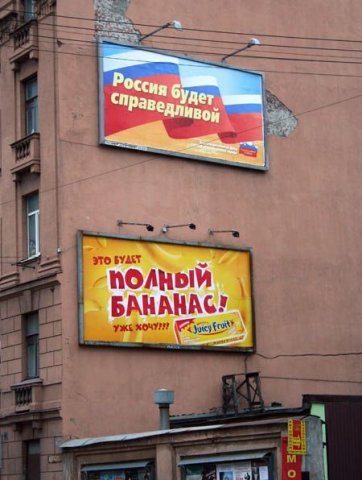 Россия будет
справедливой
ЭТО БУДЕТ
ПОЛНЫЙ
БАНАНАС!
УЖЕ ХОЧУ???
Juicy Fruit